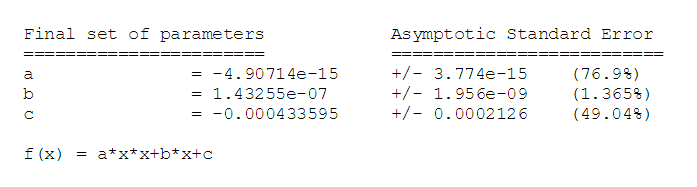 Final set of parameters Asymptotic Standard Error
======================= ==========================
a = -4.90714e-15 +/- 3.774e-15 (76.9%)
b = 1.43255e-07 +/- 1.956e-09 (1.365%)
c = -0.000433595 +/- 0.0002126 (49.04%)
f(x) = a*x*x+b*x+c